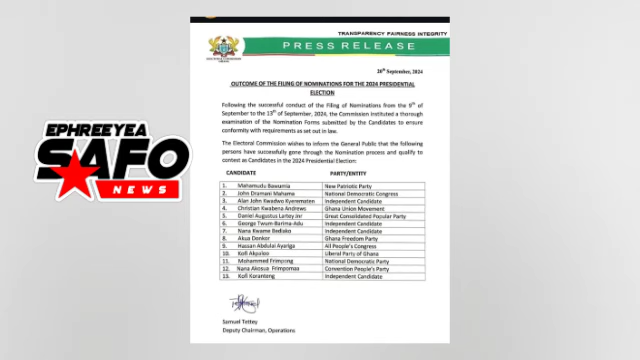 TRANSPARENCY FAIRNESS INTEGRITY
PRESS RELEASE
20th September, 2024
OUTCOME OF THE FILING OF NOMINATIONS FOR THE 2024 PRESIDENTIAL
ELECTION
Following the successful conduct of the Filing of Nominations from the 9th of
September to the 13th of September, 2024, the Commission instituted a thorough
examination of the Nomination Forms submitted by the Candidates to ensure
conformity with requirements as set out in law.
The Electoral Commission wishes to inform the General Public that the following
persons have successfully gone through the Nomination process and qualify to
contest as Candidates in the 2024 Presidential Election:
CANDIDATE PARTY/ENTITY
1. Mahamudu Bawumia New Patriotic Party
2. John Dramani Mahama National Democratic Congress
3. Alan John Kwadwo Kyerematen Independent Candidate
4. Christian Kwabena Andrews Ghana Union Movement
5. Daniel Augustus Lartey Jnr Great Consolidated Popular Party
6. George Twum-Barima-Adu Independent Candidate
7. Nana Kwame Bediako Independent Candidate
8. Akua Donkor Ghana Freedom Party
9. Hassan Abdulai Ayariga All People's Congress
10. Kofi Akpaloo Liberal Party of Ghana
11. Mohammed Frimpong National Democratic Party
12. Nana Akosua Frimpomaa Convention People's Party
13. Kofi Koranteng Independent Candidate
Samuel Tettey
Deputy Chairman, Operations
EPHREEYEA
SAFO
NEWS